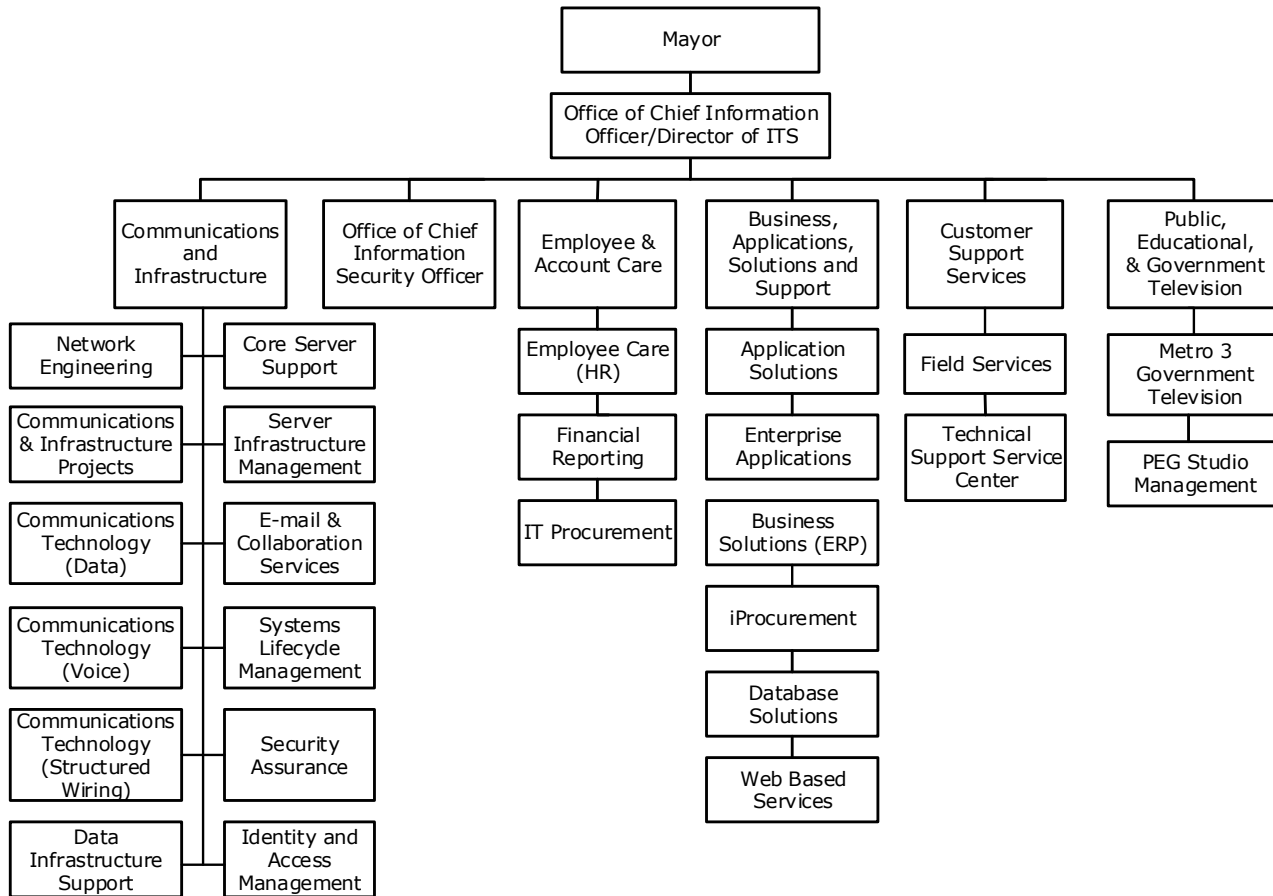 Mayor
Office of Chief Information
Officer/Director of ITS
Communications
and
Infrastructure
Office of Chief
Information
Security Officer
Employee &
Account Care
Business,
Applications,
Solutions and
Support
Customer
Support
Services
Public,
Educational,
& Government
Television
Network
Engineering
Core Server
Support
Communications
& Infrastructure
Projects
Server
Infrastructure
Management
Communications
Technology
(Data)
E-mail &
Collaboration
Services
Communications
Technology
(Voice)
Systems
Lifecycle
Management
Communications
Technology
(Structured
Wiring)
Security
Assurance
Data
Infrastructure
Support
Identity and
Access
Management
Employee Care
(HR)
Financial
Reporting
IT Procurement
Application
Solutions
Enterprise
Applications
Business
Solutions (ERP)
iProcurement
Database
Solutions
Web Based
Services
Field Services
Technical
Support Service
Center
Metro 3
Government
Television
PEG Studio
Management